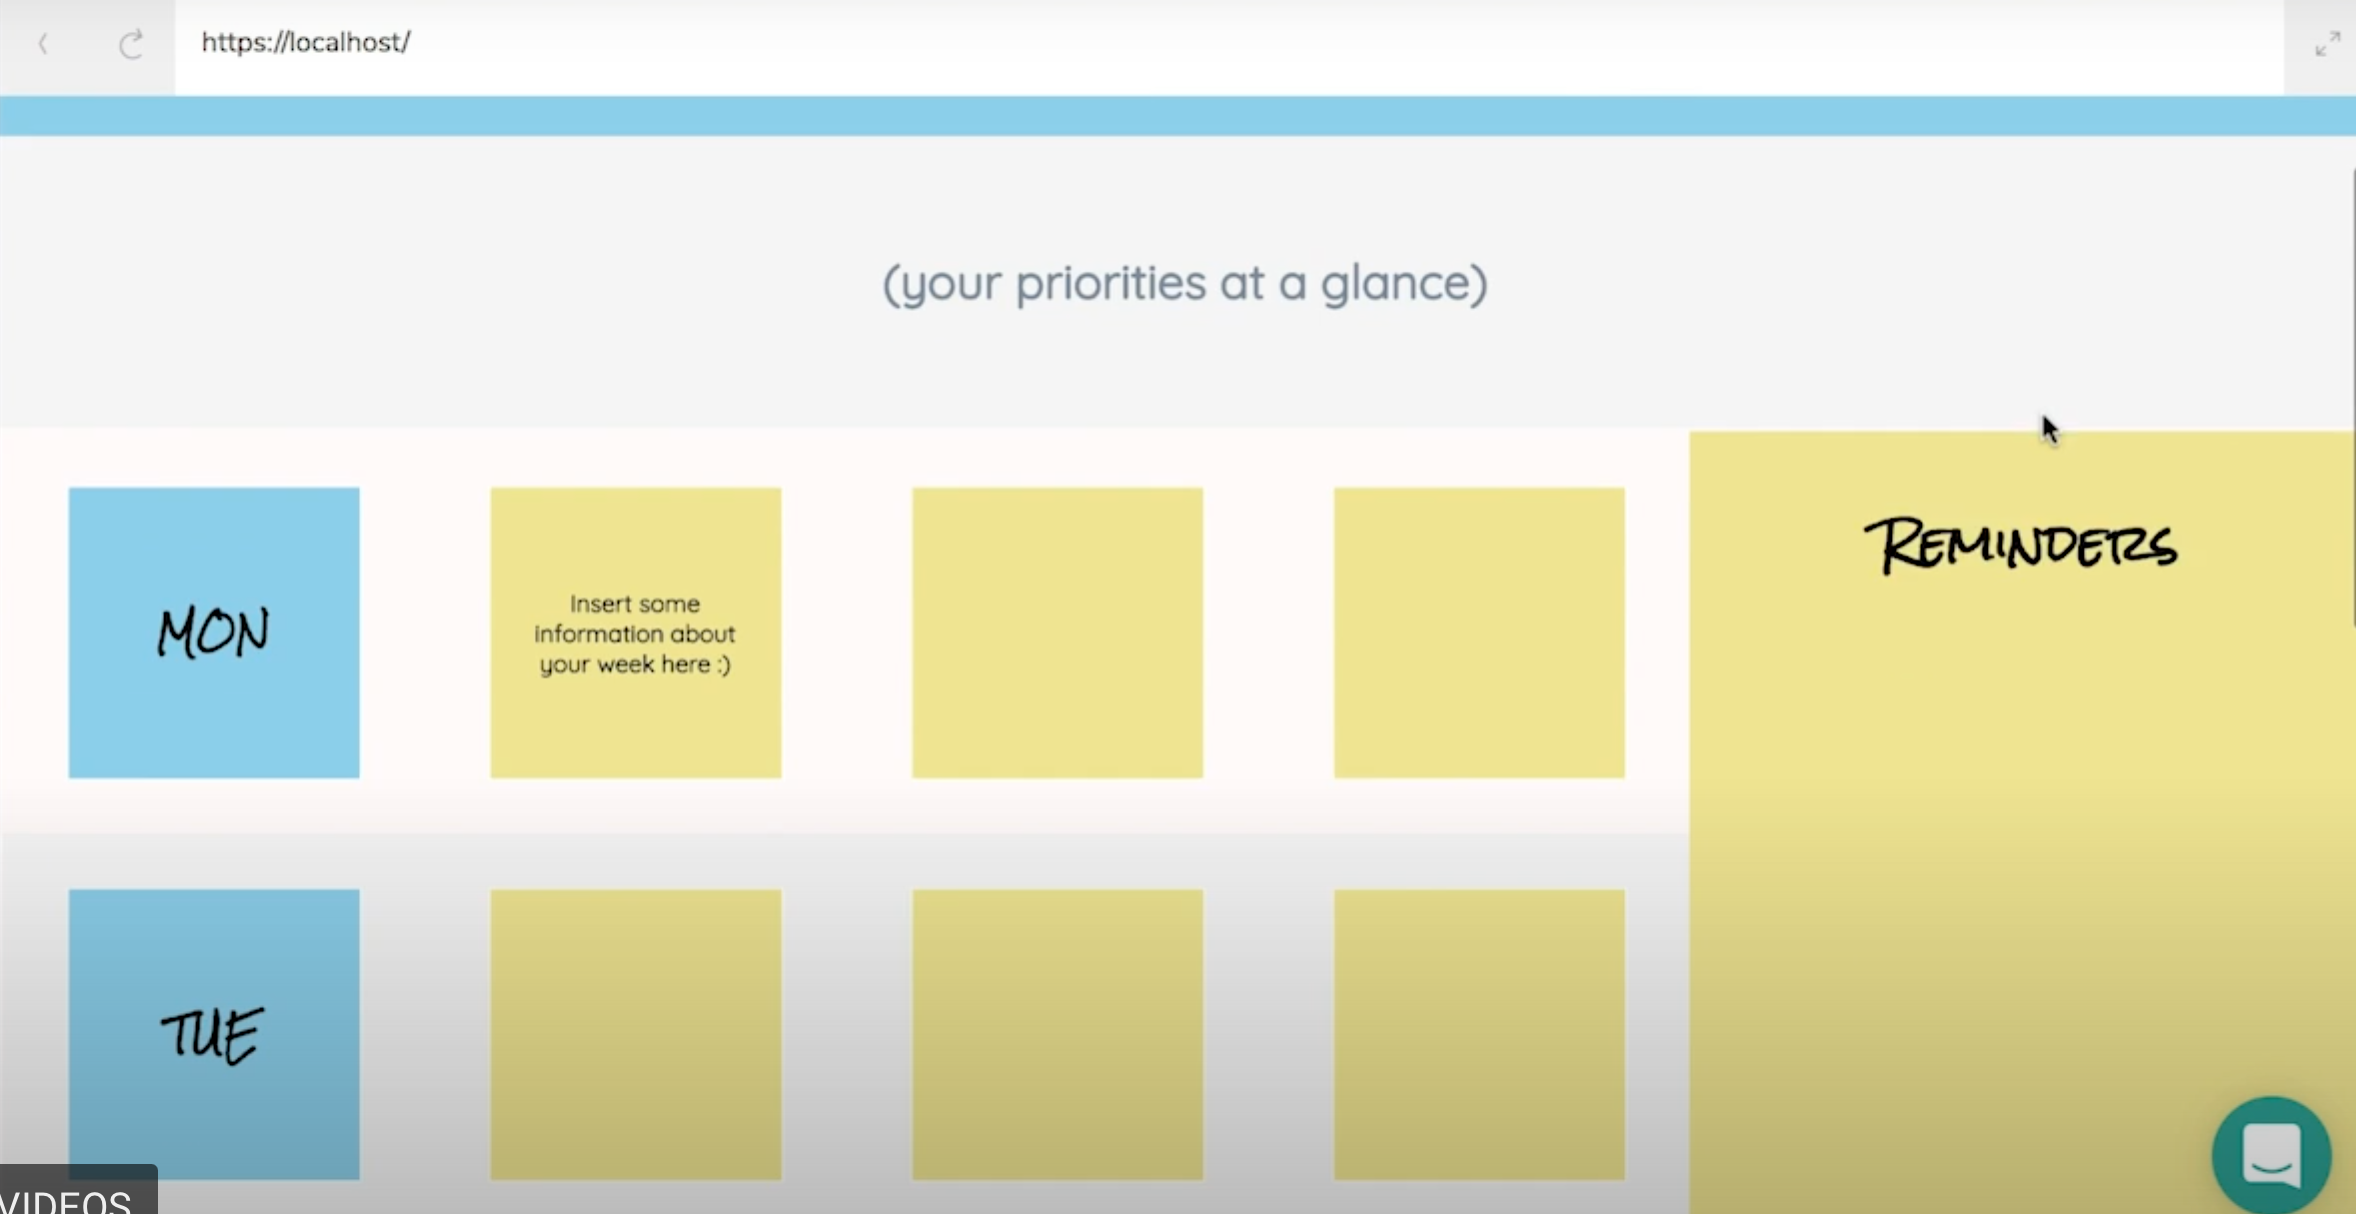 https://localhost/
(your priorities at a glance)
MON
Insert some
information about
your week here :)
REMINDERS
TUE
VIDEOS